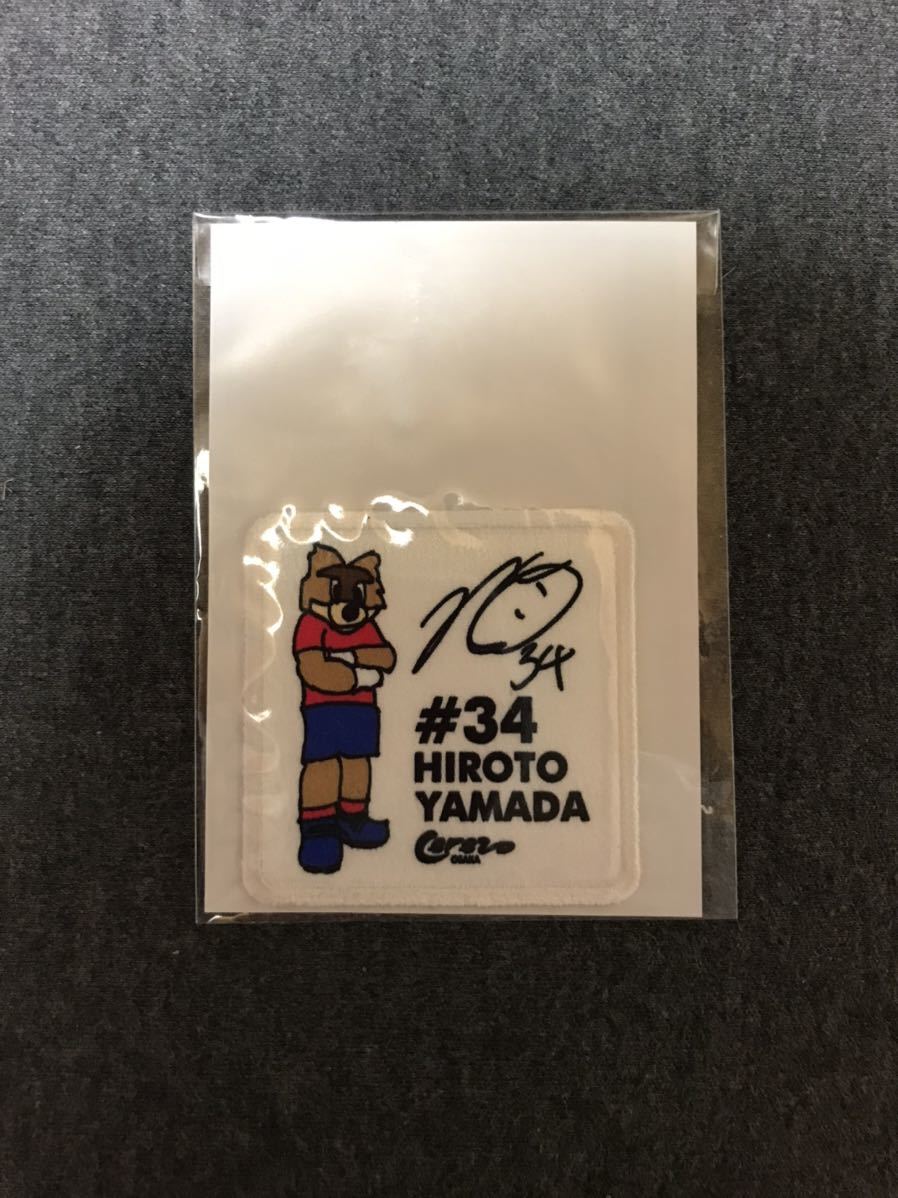 34
#34
HIROTO
YAMADA
Cerezo
OSAKA